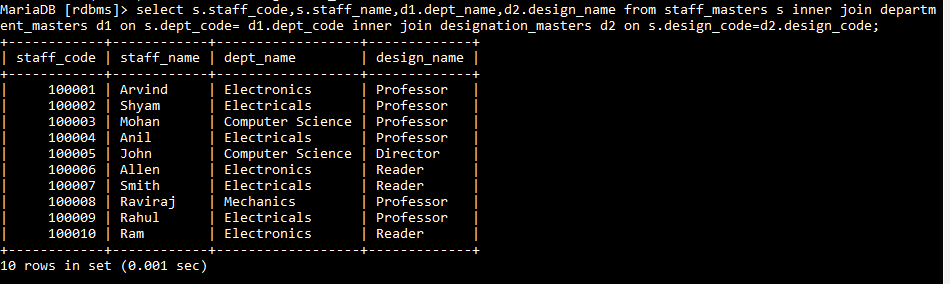 MariaDB [rdbms]> select s.staff_code,s.staff_name,d1.dept_name,d2.design_name from staff_masters s inner join departm
ent_masters d1 on s.dept_code= d1.dept_code inner join designation_masters d2 on s.design_code=d2.design_code;
+------------+------------+------------------+-------------+
| staff_code | staff_name | dept_name        | design_name |
+------------+------------+------------------+-------------+
|     100001 | Arvind     | Electronics      | Professor   |
|     100002 | Shyam      | Electricals      | Professor   |
|     100003 | Mohan      | Computer Science | Professor   |
|     100004 | Anil       | Electricals      | Professor   |
|     100005 | John       | Computer Science | Director    |
|     100006 | Allen      | Electronics      | Reader      |
|     100007 | Smith      | Electricals      | Reader      |
|     100008 | Raviraj    | Mechanics        | Professor   |
|     100009 | Rahul      | Electricals      | Professor   |
|     100010 | Ram        | Electronics      | Reader      |
+------------+------------+------------------+-------------+
10 rows in set (0.001 sec)